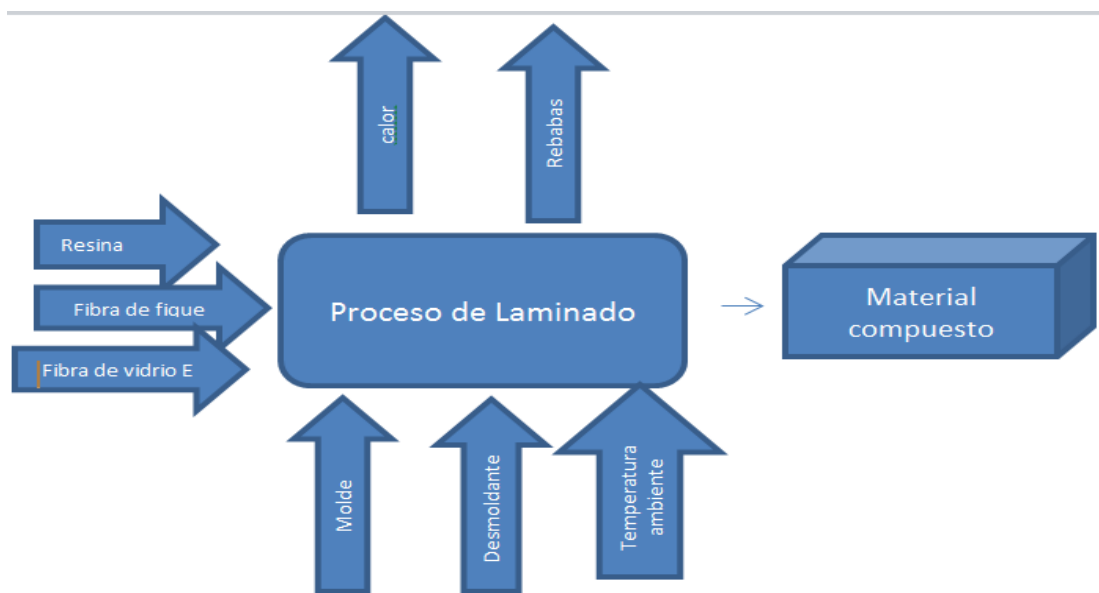 calor
Rebabas
Resina
Fibra de fique
Fibra de vidrio E
Proceso de Laminado
Material
compuesto
Molde
Desmoldante
Temperatura
ambiente